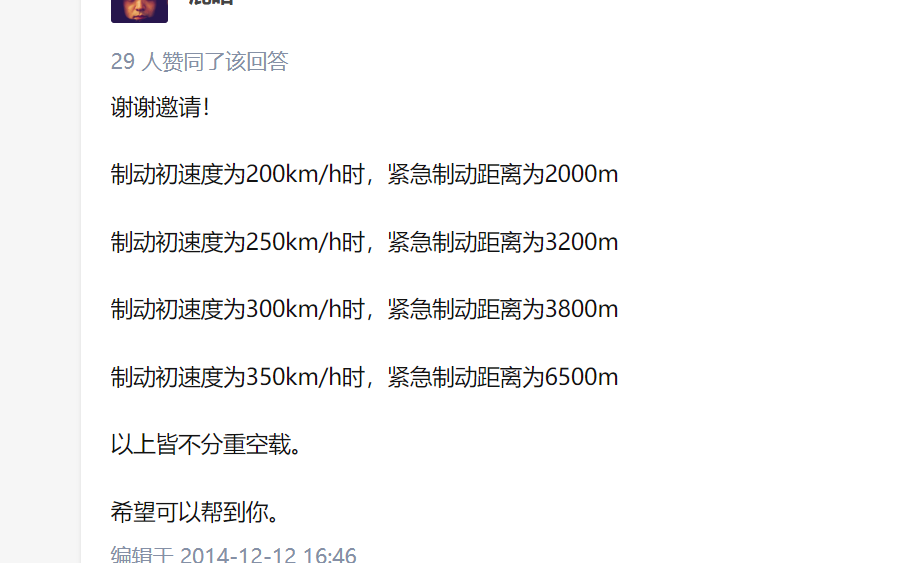 29 人赞同了该回答
谢谢邀请！
制动初速度为200km/h时，紧急制动距离为2000m
制动初速度为250km/h时，紧急制动距离为3200m
制动初速度为300km/h时，紧急制动距离为3800m
制动初速度为350km/h时，紧急制动距离为6500m
以上皆不分重空载。
希望可以帮到你。
编辑于 2014-12-12 16:46